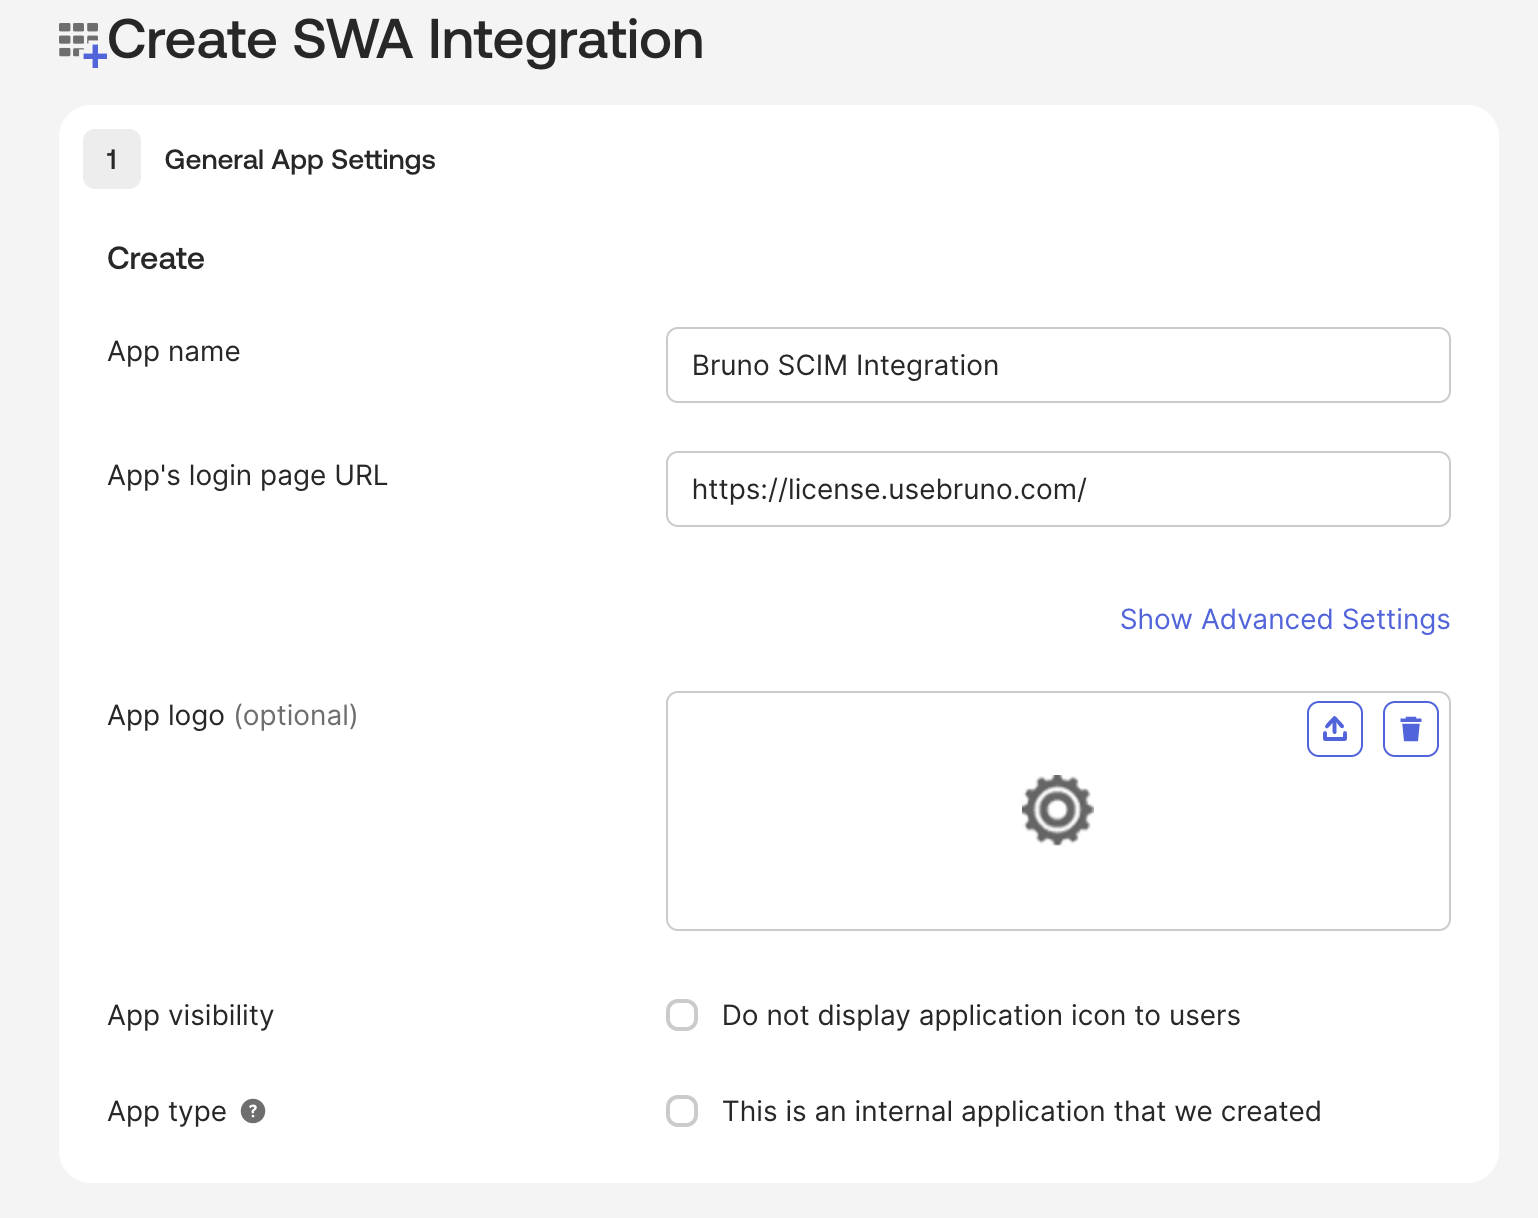 Create SWA Integration
1 General App Settings
Create
App name
Bruno SCIM Integration
App's login page URL
https://license.usebruno.com/
Show Advanced Settings
App logo (optional)
App visibility
Do not display application icon to users
App type ?
This is an internal application that we created